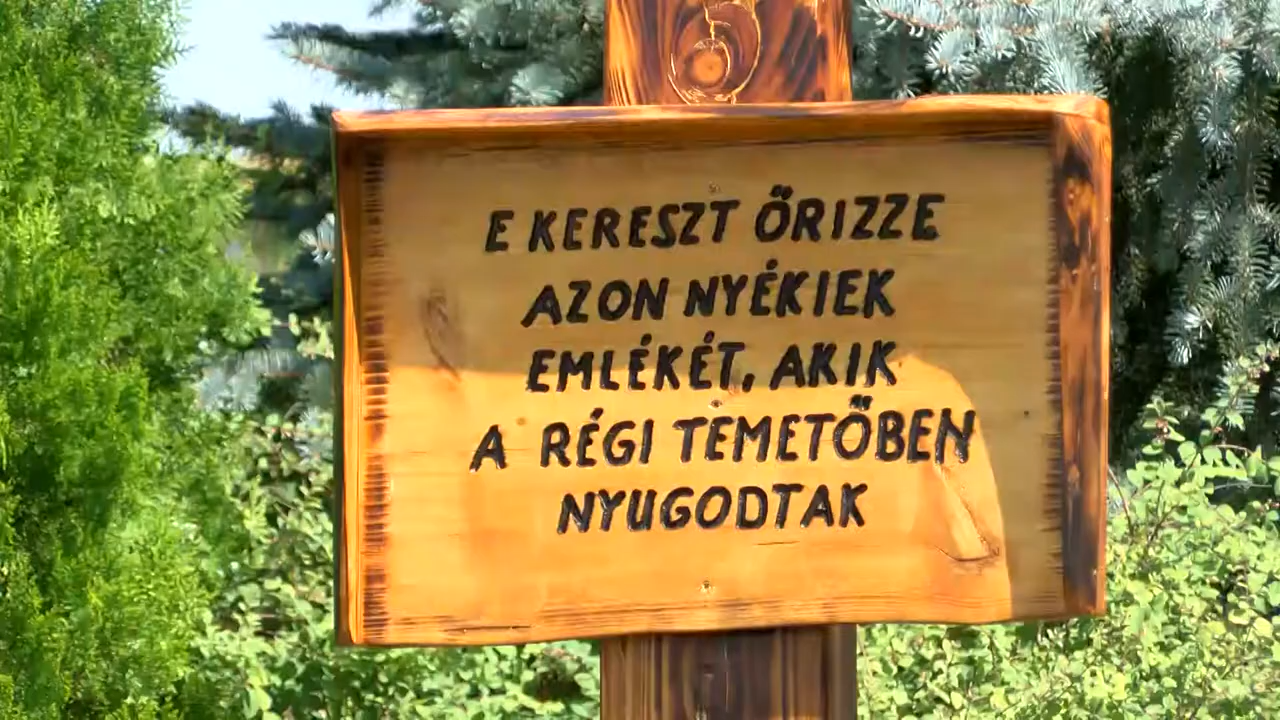 E KERESZT ŐRIZZE
AZON NYÉKIEK
EMLÉKÉT, AKIK
A RÉGI TEMETŐBEN
NYUGODTAK